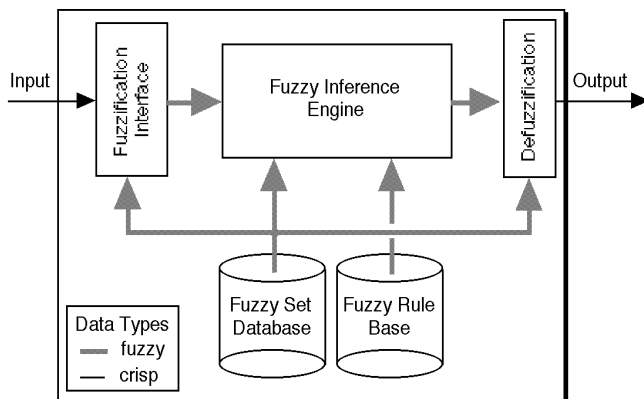 Input
Fuzzification
Interface
Fuzzy Inference
Engine
Defuzzification
Output
Fuzzy Set
Database
Fuzzy Rule
Base
Data Types
fuzzy
crisp